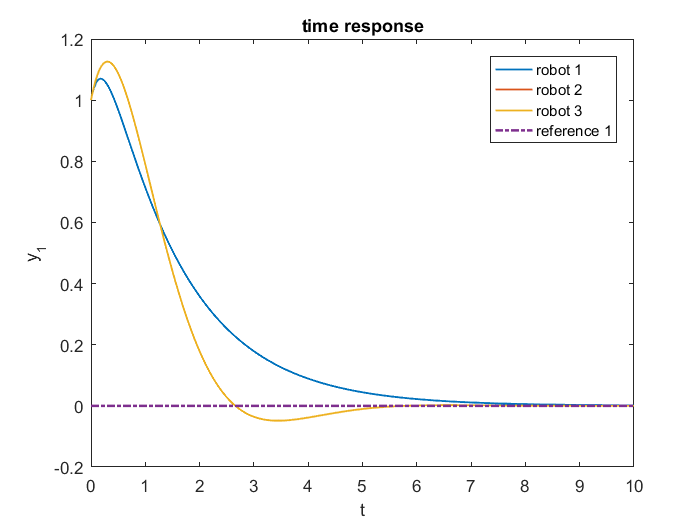 time response
1.2
1
0.8
0.6
0.4
0.2
0
-0.2
y1
robot 1
robot 2
robot 3
reference 1
0 1 2 3 4 5 6 7 8 9 10
t